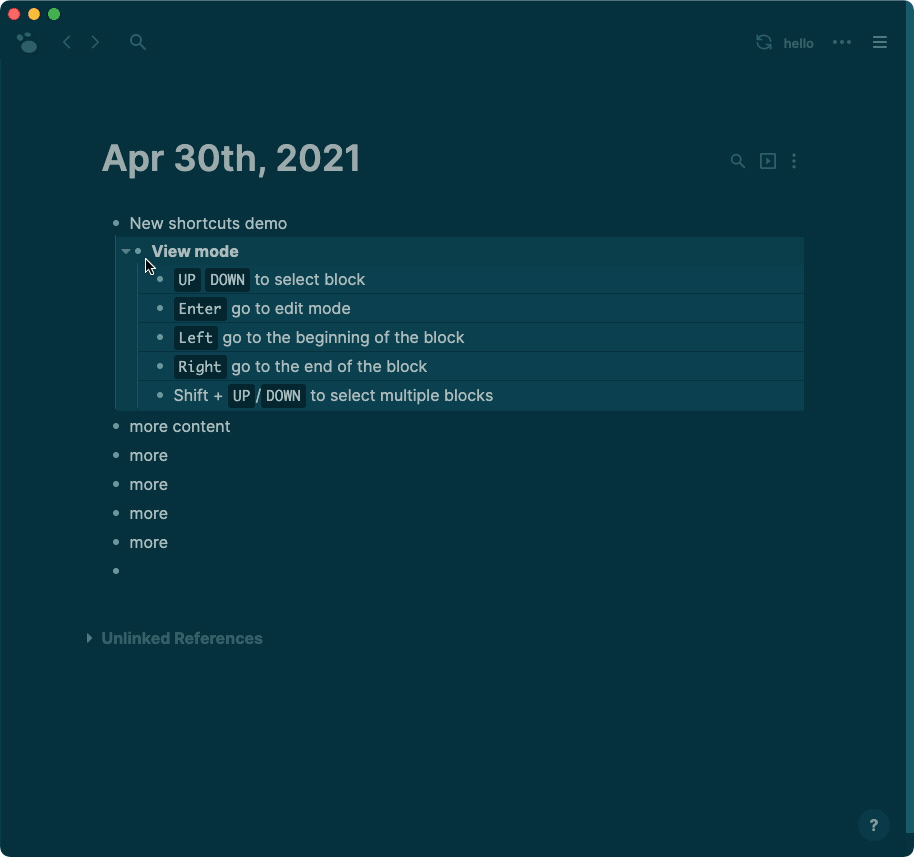 hello
Apr 30th, 2021
New shortcuts demo
View mode
UP DOWN to select block
Enter go to edit mode
Left go to the beginning of the block
Right go to the end of the block
Shift + UP/DOWN to select multiple blocks
more content
more
more
more
more
Unlinked References
?